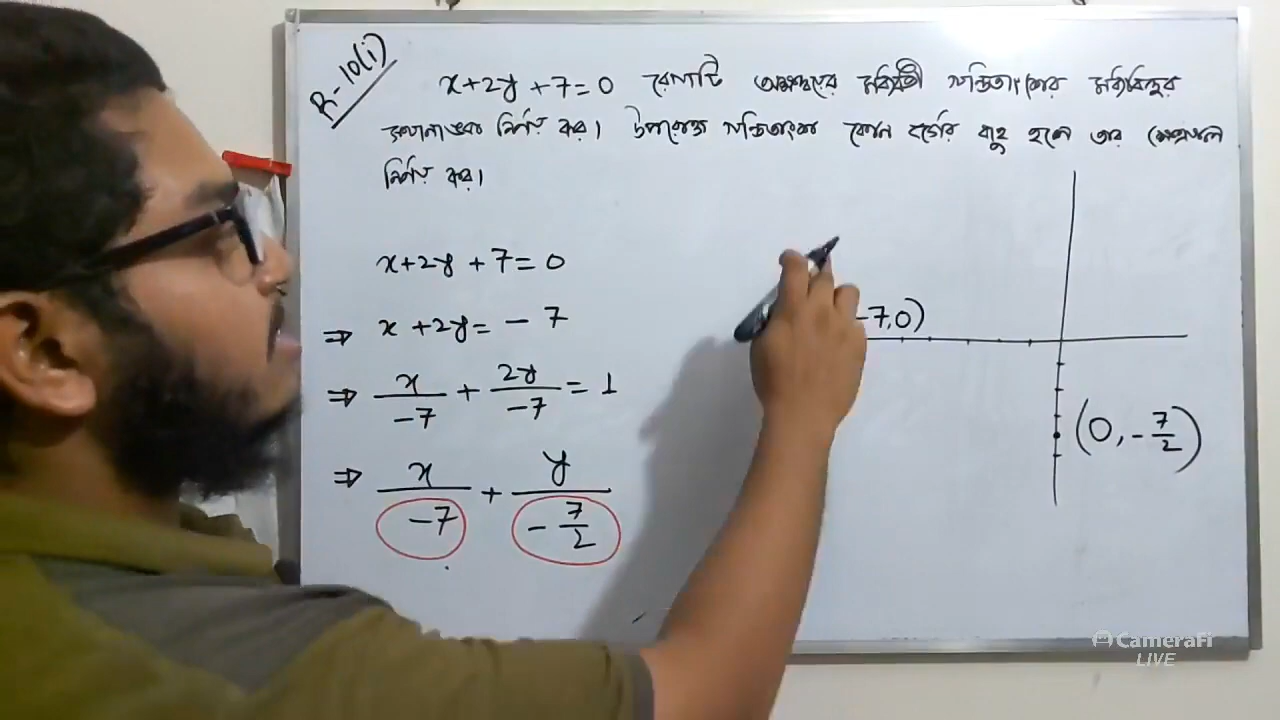 R-10(i)
x+2y+7=0 রেখাটি অক্ষদ্বয়ের মধ্যবর্তী খন্ডিতাংশের মধ্যবিন্দুর
স্থানাঙ্ক নির্ণয় কর। উপরোক্ত খন্ডিতাংশ কোন বর্গের বাহু হলে তার ক্ষেত্রফল
নির্ণয় কর।
x+2y+7=0
⇒ x+2y=-7
⇒ x/-7 + 2y/-7 = 1
⇒ x/-7 + y/-7/2
-7,0)
(0,-7/2)
CameraFi
LIVE